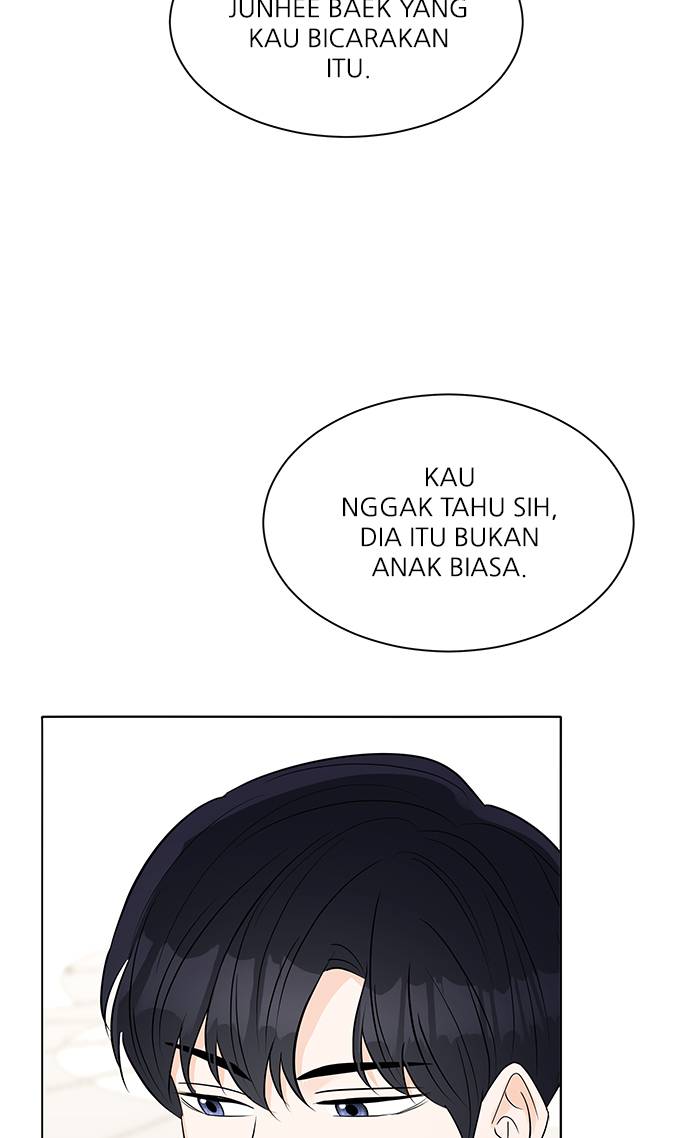 JUNHEE BAEK YANG
KAU BICARAKAN
ITU.
KAU
NGGAK TAHU SIH,
DIA ITU BUKAN
ANAK BIASA.